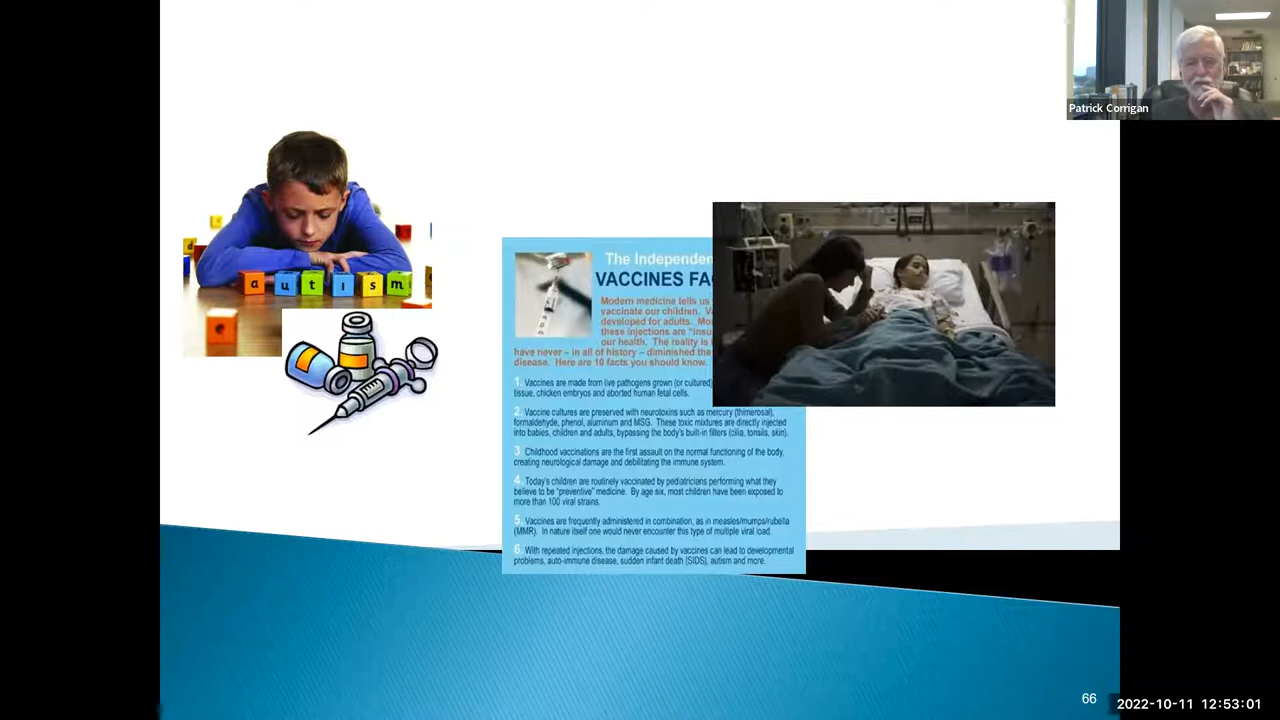 Patrick Corrigan
d
a u t i s m
e
The Independen
VACCINES FA
Modern medicine tells us
vaccinate our children. V
developed for adults. Mo
these injections are "insu
our health. The reality is
have never – in all of history – diminished the
disease. Here are 10 facts you should know.
1. Vaccines are made from live pathogens grown (or cultured)
tissue, chicken embryos and aborted human fetal cells.
2. Vaccine cultures are preserved with neurotoxins such as mercury (thimerosal),
formaldehyde, phenol, aluminum and MSG. These toxic mixtures are directly injected
into babies, children and adults, bypassing the body's built-in filters (cilia, tonsils, skin).
3. Childhood vaccinations are the first assault on the normal functioning of the body,
creating neurological damage and debilitating the immune system.
4. Today's children are routinely vaccinated by pediatricians performing what they
believe to be "preventive" medicine. By age six, most children have been exposed to
more than 100 viral strains.
5. Vaccines are frequently administered in combination, as in measles/mumps/rubella
(MMR). In nature itself one would never encounter this type of multiple viral load.
6. With repeated injections, the damage caused by vaccines can lead to developmental
problems, auto-immune disease, sudden infant death (SIDS), autism and more.
66
2022-10-11 12:53:01